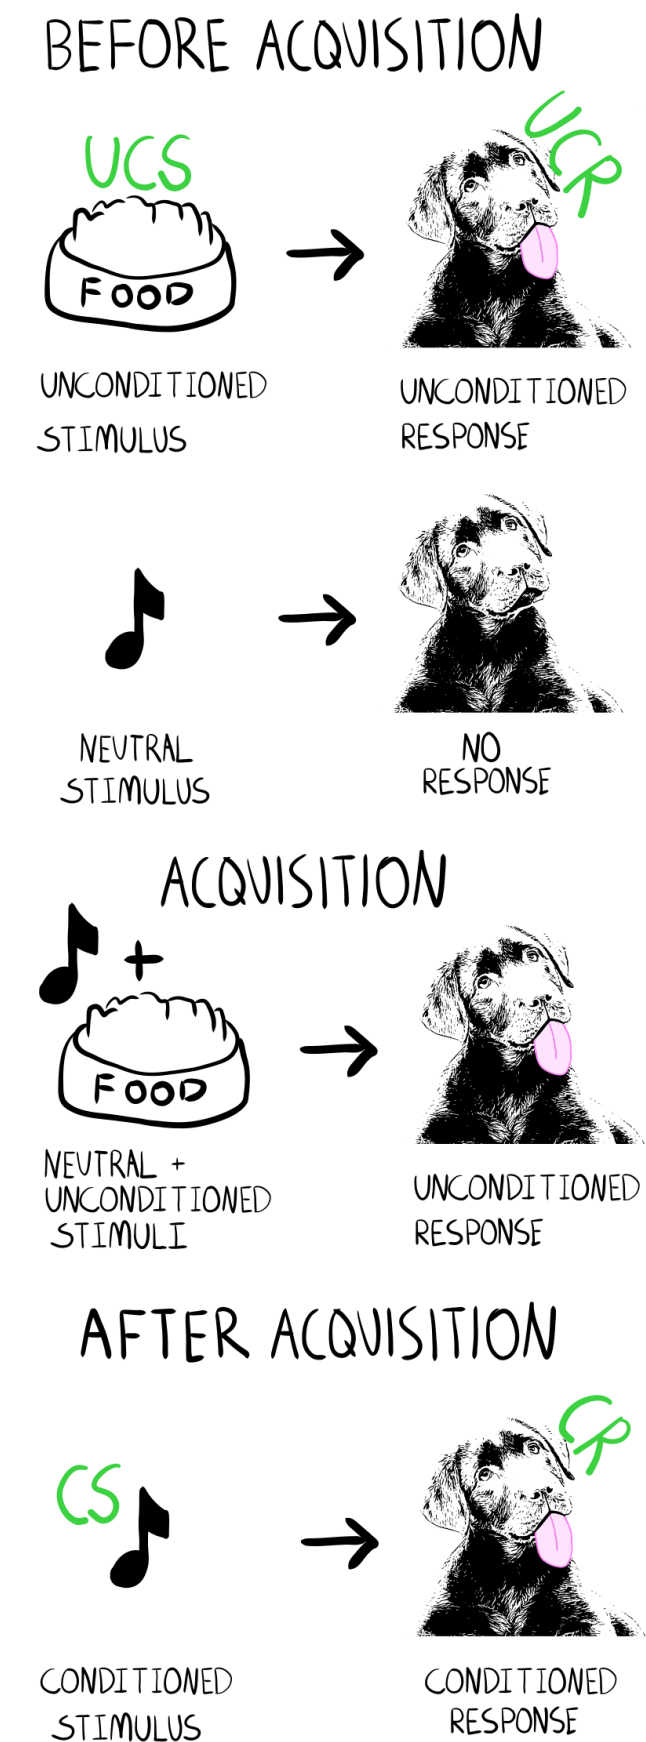 BEFORE ACQUISITION
UCS
UCR
FOOD
UNCONDITIONED
STIMULUS
UNCONDITIONED
RESPONSE
NEUTRAL
STIMULUS
NO
RESPONSE
ACQUISITION
+
FOOD
NEUTRAL +
UNCONDITIONED
STIMULI
UNCONDITIONED
RESPONSE
AFTER ACQUISITION
CS
CR
CONDITIONED
STIMULUS
CONDITIONED
RESPONSE